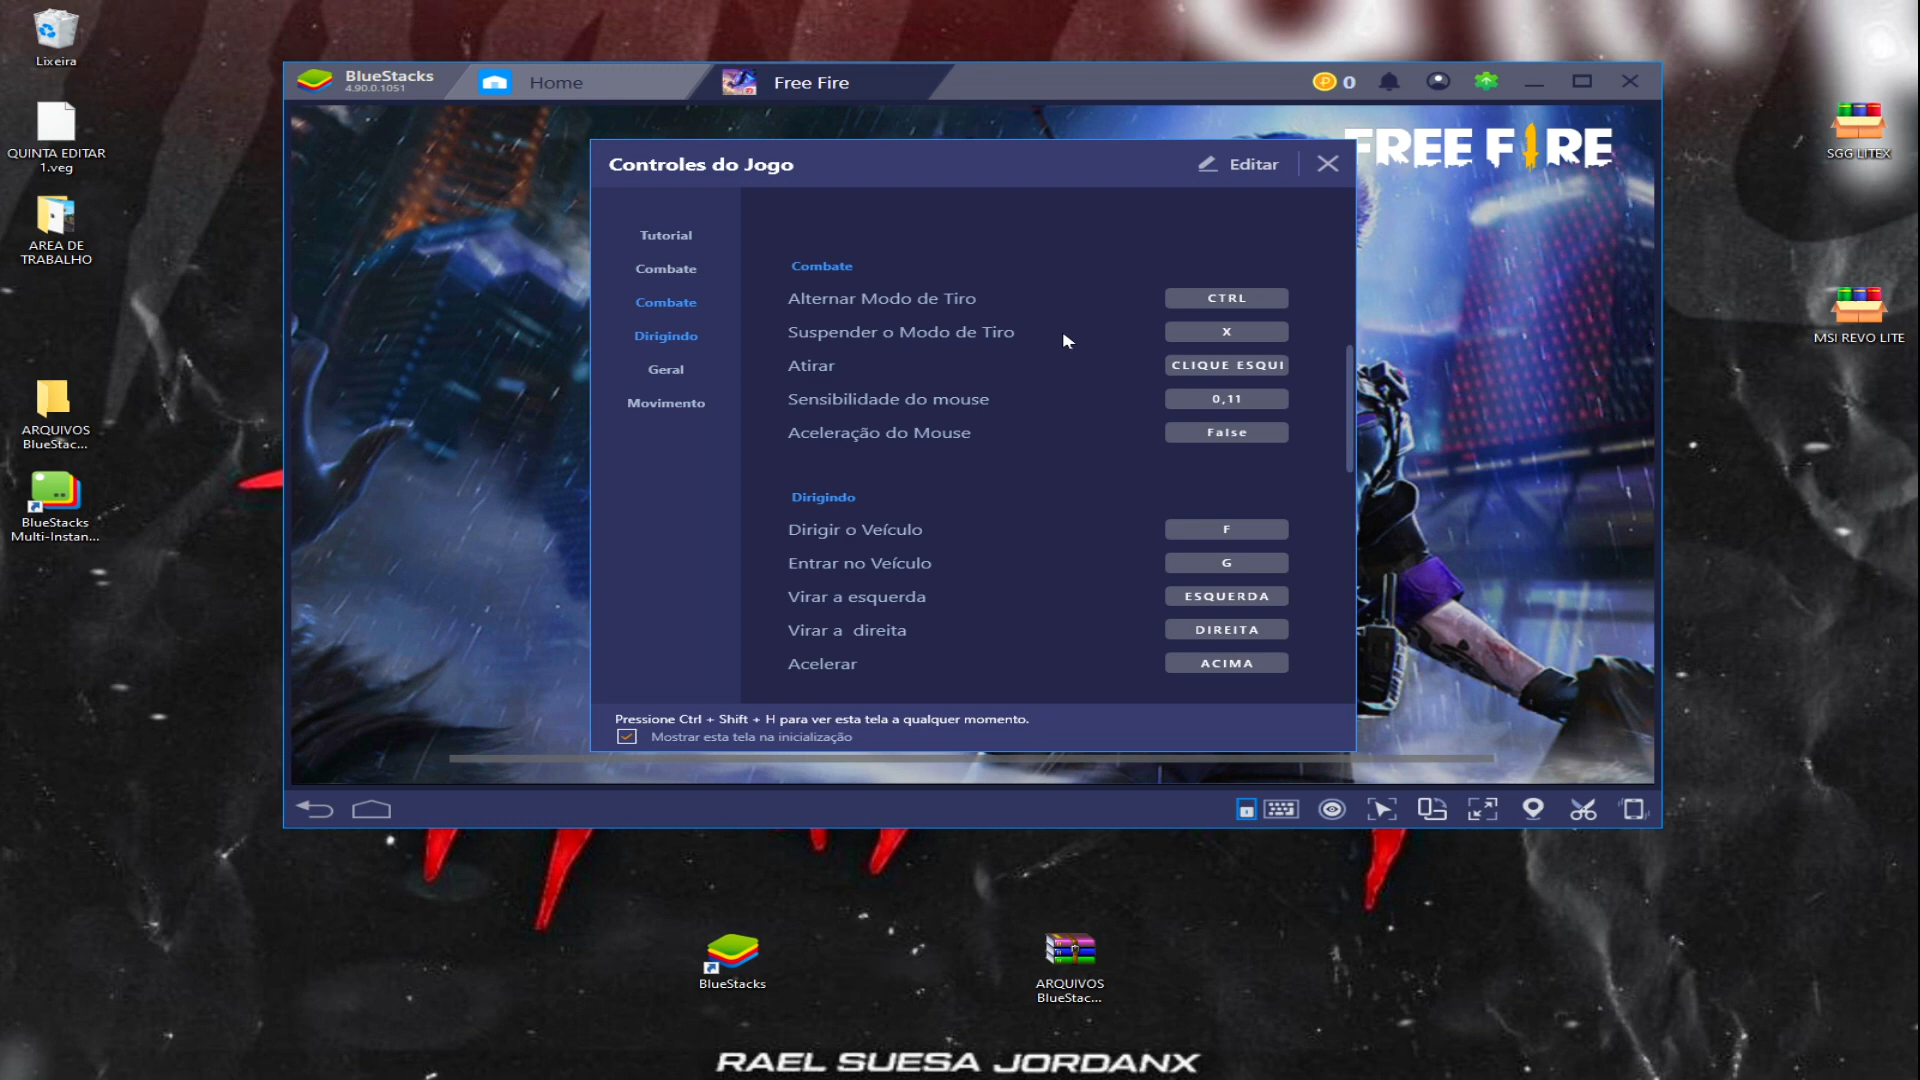 Lixeira
QUINTA EDITAR
1.veg
AREA DE
TRABALHO
ARQUIVOS
BlueStac...
BlueStacks
Multi-Instan...
BlueStacks
4.90.0.1051
Home
Free Fire
0
FREE FIRE
Controles do Jogo
Editar
Tutorial
Combate
Combate
Dirigindo
Geral
Movimento
Combate
Alternar Modo de Tiro CTRL
Suspender o Modo de Tiro X
Atirar CLIQUE ESQUI
Sensibilidade do mouse 0,11
Aceleração do Mouse False
Dirigindo
Dirigir o Veículo F
Entrar no Veículo G
Virar a esquerda ESQUERDA
Virar a  direita DIREITA
Acelerar ACIMA
Pressione Ctrl + Shift + H para ver esta tela a qualquer momento.
Mostrar esta tela na inicialização
SGG LITEX
MSI REVO LITE
BlueStacks
ARQUIVOS
BlueStac...
RAEL SUESA JORDANX